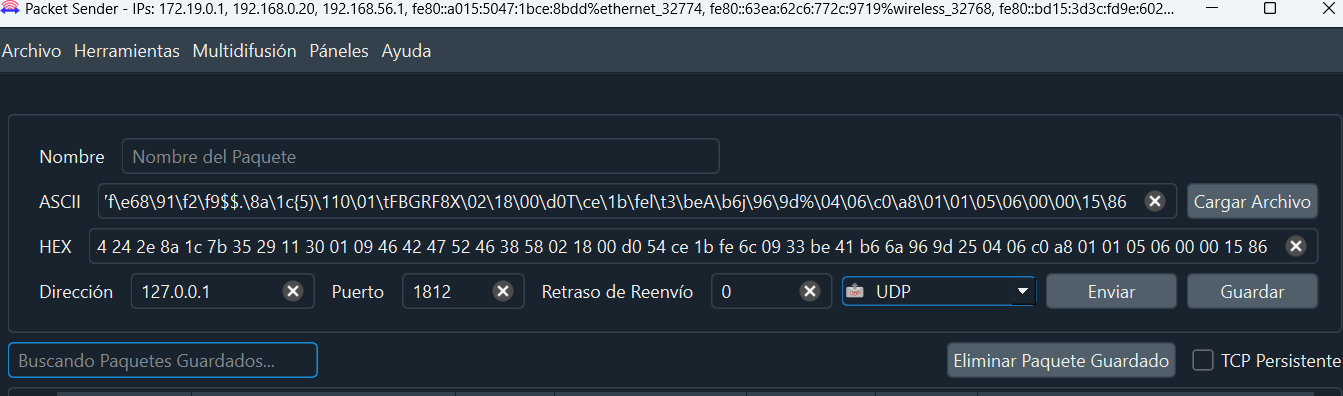 Packet Sender - IPs: 172.19.0.1, 192.168.0.20, 192.168.56.1, fe80::a015:5047:1bce:8bdd%ethernet_32774, fe80::63ea:62c6:772c:9719%wireless_32768, fe80::bd15:3d3c:fd9e:602...
Archivo Herramientas Multidifusión Páneles Ayuda
Nombre Nombre del Paquete
ASCII 'f\e68\91\f2\f9$$.\8a\1c{5)\110\01\tFBGRF8X\02\18\00\d0T\ce\1b\fel\t3\beA\b6j\96\9d%\04\06\c0\a8\01\01\05\06\00\00\15\86 Cargar Archivo
HEX 4 24 2e 8a 1c 7b 35 29 11 30 01 09 46 42 47 52 46 38 58 02 18 00 d0 54 ce 1b fe 6c 09 33 be 41 b6 6a 96 9d 25 04 06 c0 a8 01 01 05 06 00 00 15 86
Dirección 127.0.0.1 Puerto 1812 Retraso de Reenvío 0 UDP Enviar Guardar
Buscando Paquetes Guardados... Eliminar Paquete Guardado TCP Persistente